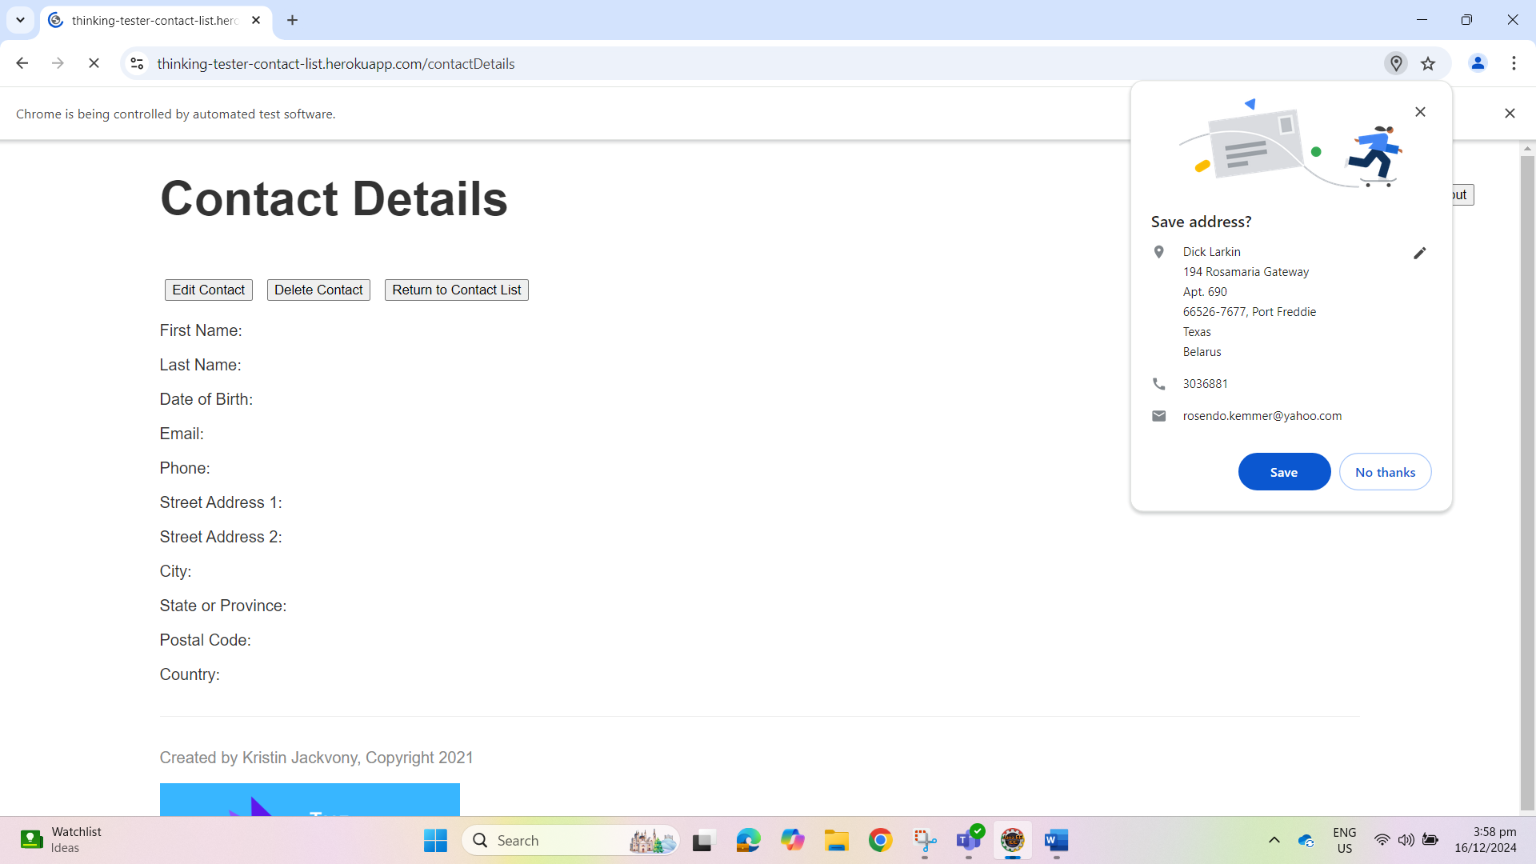 thinking-tester-contact-list.hero
thinking-tester-contact-list.herokuapp.com/contactDetails
Chrome is being controlled by automated test software.
Contact Details
Edit Contact
Delete Contact
Return to Contact List
First Name:
Last Name:
Date of Birth:
Email:
Phone:
Street Address 1:
Street Address 2:
City:
State or Province:
Postal Code:
Country:
Created by Kristin Jackvony, Copyright 2021
out
Save address?
Dick Larkin
194 Rosamaria Gateway
Apt. 690
66526-7677, Port Freddie
Texas
Belarus
3036881
rosendo.kemmer@yahoo.com
Save
No thanks
Watchlist
Ideas
Search
ENG
US
3:58 pm
16/12/2024